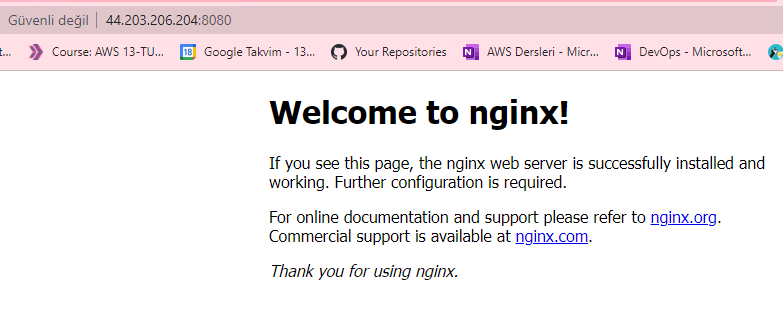 Güvenli değil | 44.203.206.204:8080
t... Course: AWS 13-TU... 18 Google Takvim - 13... Your Repositories N AWS Dersleri - Micr... N DevOps - Microsoft...
Welcome to nginx!
If you see this page, the nginx web server is successfully installed and
working. Further configuration is required.
For online documentation and support please refer to nginx.org.
Commercial support is available at nginx.com.
Thank you for using nginx.